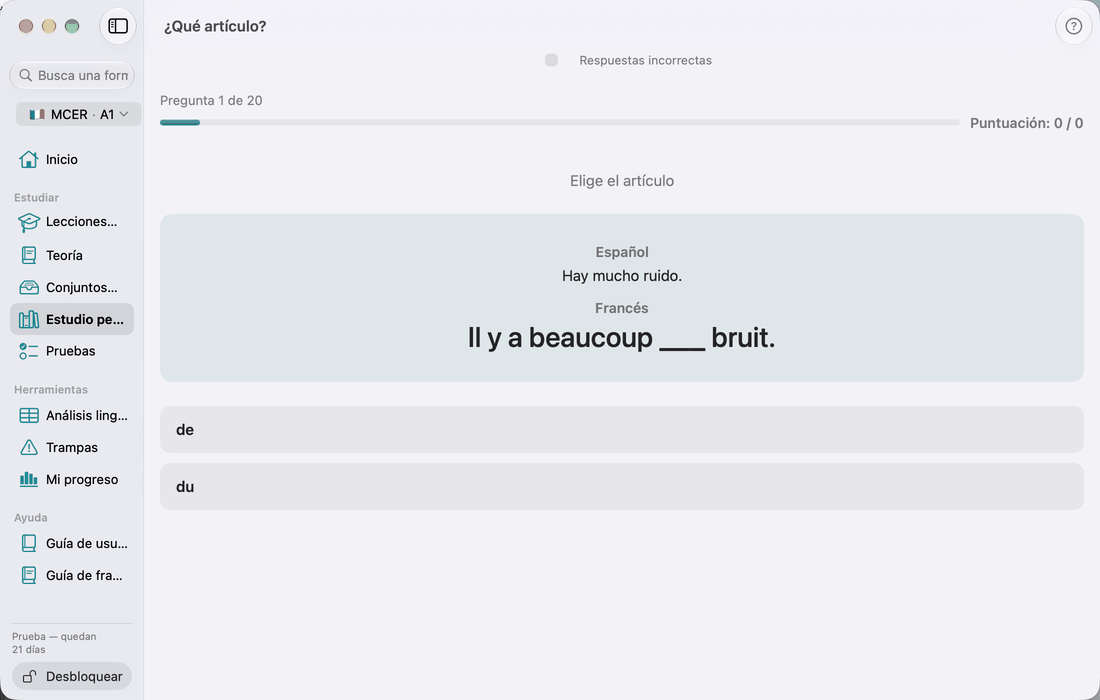 ¿Qué artículo?
Respuestas incorrectas
Busca una form
MCER · A1
Inicio
Estudiar
Lecciones...
Teoría
Conjuntos...
Estudio pe...
Pruebas
Herramientas
Análisis ling...
Trampas
Mi progreso
Ayuda
Guía de usu...
Guía de fra...
Prueba — quedan
21 días
Desbloquear
Pregunta 1 de 20
Puntuación: 0 / 0
Elige el artículo
Español
Hay mucho ruido.
Francés
Il y a beaucoup ___ bruit.
de
du